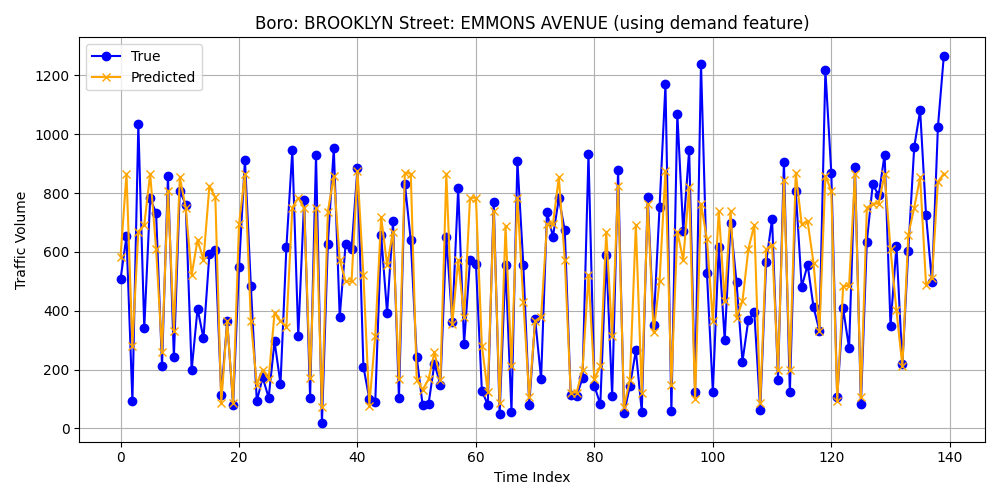 Boro: BROOKLYN Street: EMMONS AVENUE (using demand feature)
True
Predicted
Traffic Volume
1200
1000
800
600
400
200
0
0 20 40 60 80 100 120 140
Time Index